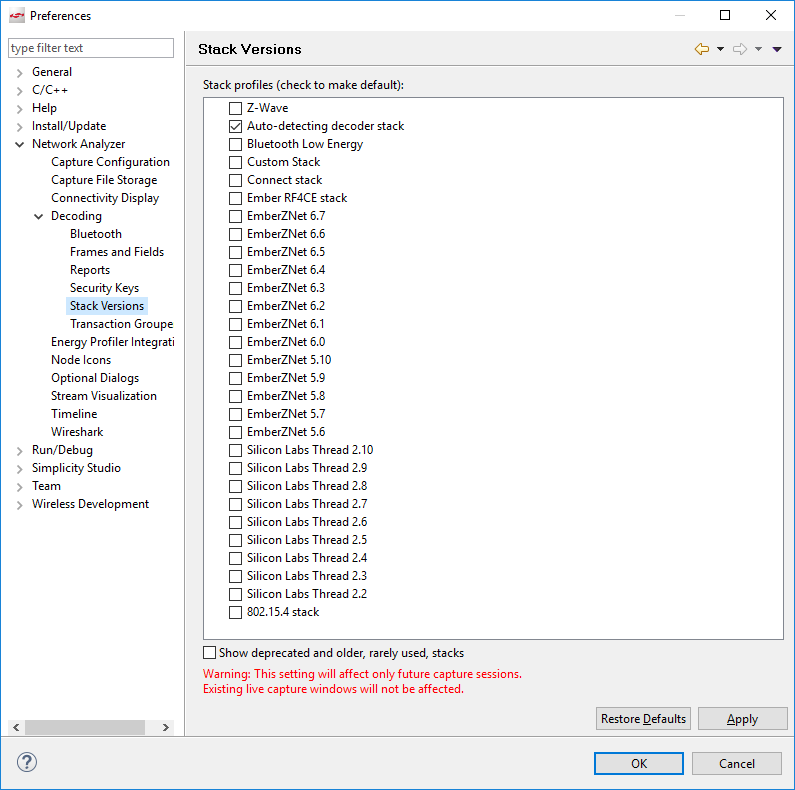 Preferences
type filter text
General
C/C++
Help
Install/Update
Network Analyzer
Capture Configuration
Capture File Storage
Connectivity Display
Decoding
Bluetooth
Frames and Fields
Reports
Security Keys
Stack Versions
Transaction Groupe
Energy Profiler Integrati
Node Icons
Optional Dialogs
Stream Visualization
Timeline
Wireshark
Run/Debug
Simplicity Studio
Team
Wireless Development
Stack Versions
Stack profiles (check to make default):
Z-Wave
Auto-detecting decoder stack
Bluetooth Low Energy
Custom Stack
Connect stack
Ember RF4CE stack
EmberZNet 6.7
EmberZNet 6.6
EmberZNet 6.5
EmberZNet 6.4
EmberZNet 6.3
EmberZNet 6.2
EmberZNet 6.1
EmberZNet 6.0
EmberZNet 5.10
EmberZNet 5.9
EmberZNet 5.8
EmberZNet 5.7
EmberZNet 5.6
Silicon Labs Thread 2.10
Silicon Labs Thread 2.9
Silicon Labs Thread 2.8
Silicon Labs Thread 2.7
Silicon Labs Thread 2.6
Silicon Labs Thread 2.5
Silicon Labs Thread 2.4
Silicon Labs Thread 2.3
Silicon Labs Thread 2.2
802.15.4 stack
Show deprecated and older, rarely used, stacks
Warning: This setting will affect only future capture sessions.
Existing live capture windows will not be affected.
Restore Defaults
Apply
?
OK
Cancel